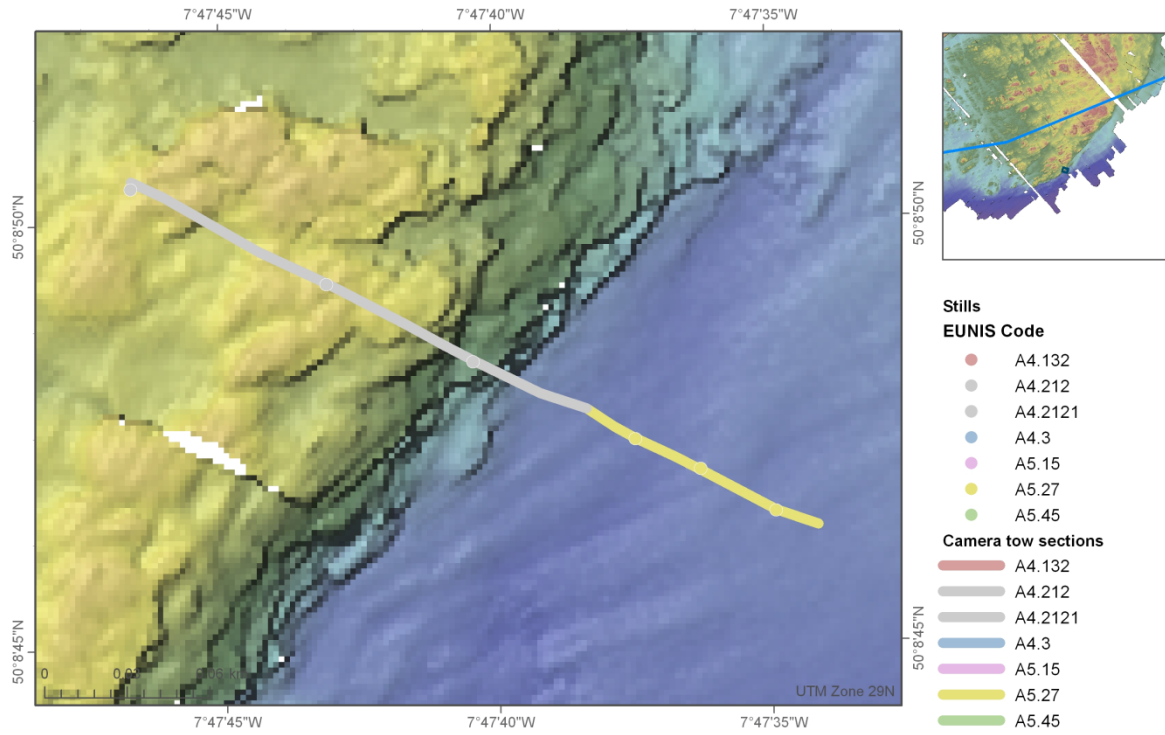 7°47'45"W 7°47'40"W 7°47'35"W
50°8'50"N 50°8'50"N
50°8'45"N 50°8'45"N
0
UTM Zone 29N
7°47'45"W 7°47'40"W 7°47'35"W
Stills
EUNIS Code
A4.132
A4.212
A4.2121
A4.3
A5.15
A5.27
A5.45
Camera tow sections
A4.132
A4.212
A4.2121
A4.3
A5.15
A5.27
A5.45